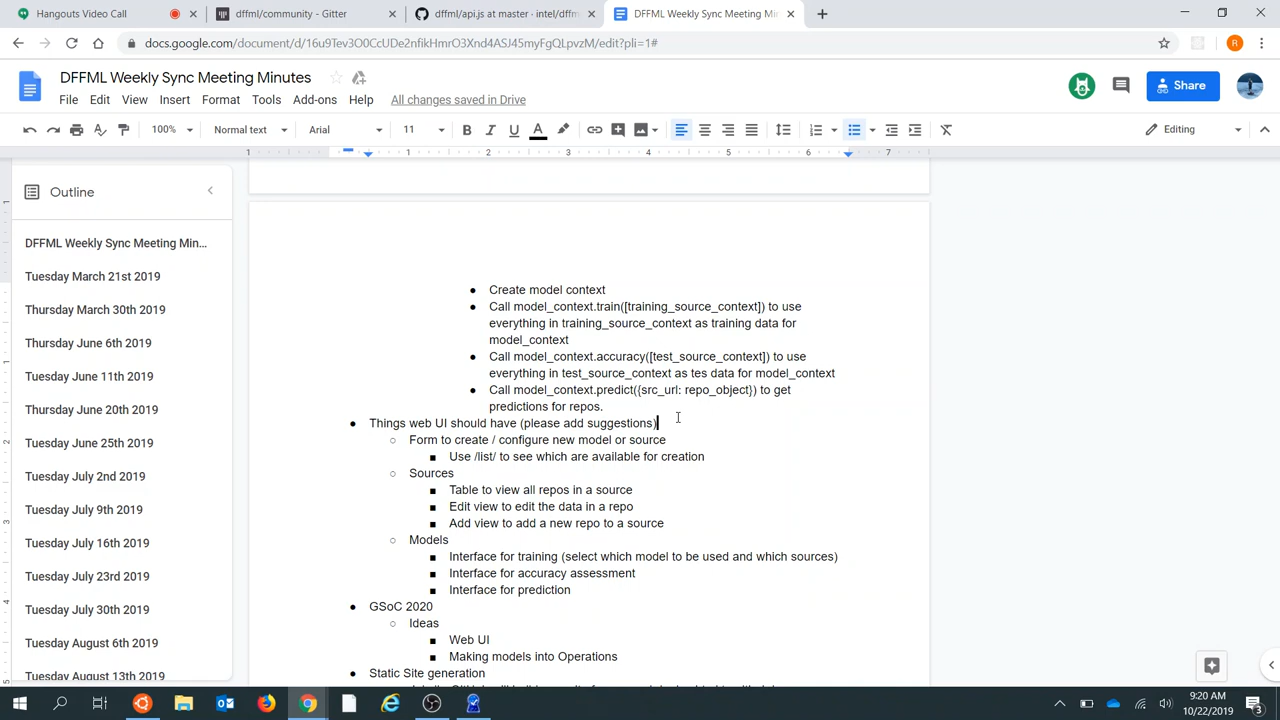 Hangouts Video Call
dffml/community - Gitter
dffml/api.js at master · intel/dffm
DFFML Weekly Sync Meeting Min
docs.google.com/document/d/16u9Tev3O0CcUDe2nfikHmrO3Xnd4ASJ45myFgQLpvzM/edit?pli=1#
R
DFFML Weekly Sync Meeting Minutes
File Edit View Insert Format Tools Add-ons Help All changes saved in Drive
Share
100% Normal text Arial 11 B I U A Editing
1 1 2 3 4 5 6 7
Outline
DFFML Weekly Sync Meeting Min...
Tuesday March 21st 2019
Thursday March 30th 2019
Thursday June 6th 2019
Tuesday June 11th 2019
Thursday June 20th 2019
Tuesday June 25th 2019
Tuesday July 2nd 2019
Tuesday July 9th 2019
Tuesday July 16th 2019
Tuesday July 23rd 2019
Tuesday July 30th 2019
Tuesday August 6th 2019
Tuesday August 13th 2019
● Create model context
● Call model_context.train([training_source_context]) to use
everything in training_source_context as training data for
model_context
● Call model_context.accuracy([test_source_context]) to use
everything in test_source_context as tes data for model_context
● Call model_context.predict({src_url: repo_object}) to get
predictions for repos.
● Things web UI should have (please add suggestions)
○ Form to create / configure new model or source
■ Use /list/ to see which are available for creation
○ Sources
■ Table to view all repos in a source
■ Edit view to edit the data in a repo
■ Add view to add a new repo to a source
○ Models
■ Interface for training (select which model to be used and which sources)
■ Interface for accuracy assessment
■ Interface for prediction
● GSoC 2020
○ Ideas
■ Web UI
■ Making models into Operations
● Static Site generation
9:20 AM
10/22/2019
3